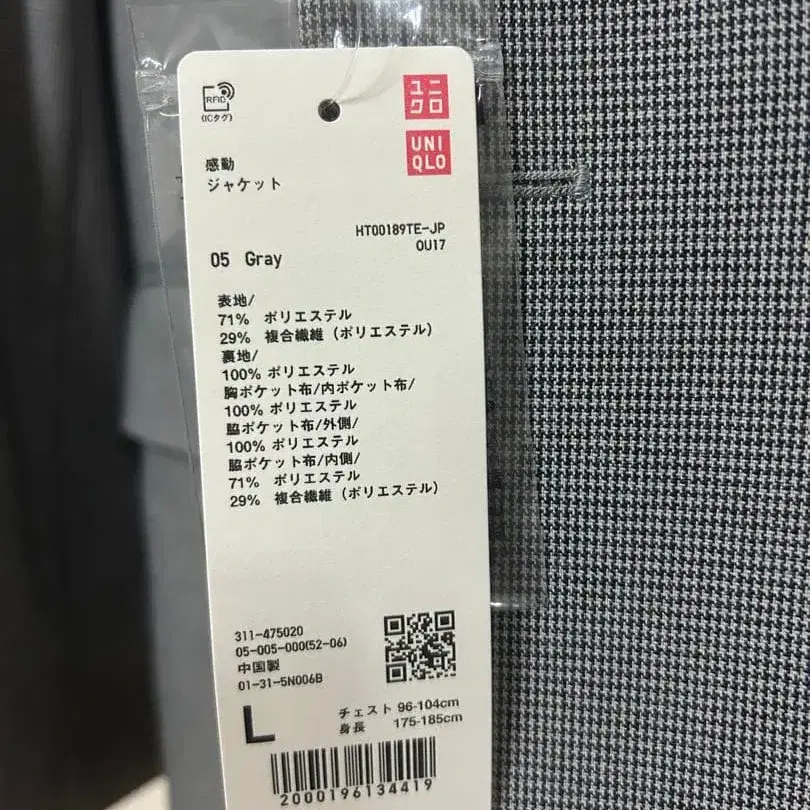 RFID
(ICタグ)
ユニ
クロ
UNI
QLO
感動
ジャケット
HT00189TE-JP
OU17
05 Gray
表地/
71% ポリエステル
29% 複合繊維 (ポリエステル)
裏地/
100% ポリエステル
胸ポケット布/内ポケット布/
100% ポリエステル
脇ポケット布/外側/
100% ポリエステル
脇ポケット布/内側/
71% ポリエステル
29% 複合繊維 (ポリエステル)
311-475020
05-005-000(52-06)
中国製
01-31-5N006B
L
チェスト 96-104cm
身長 175-185cm
2000196134419